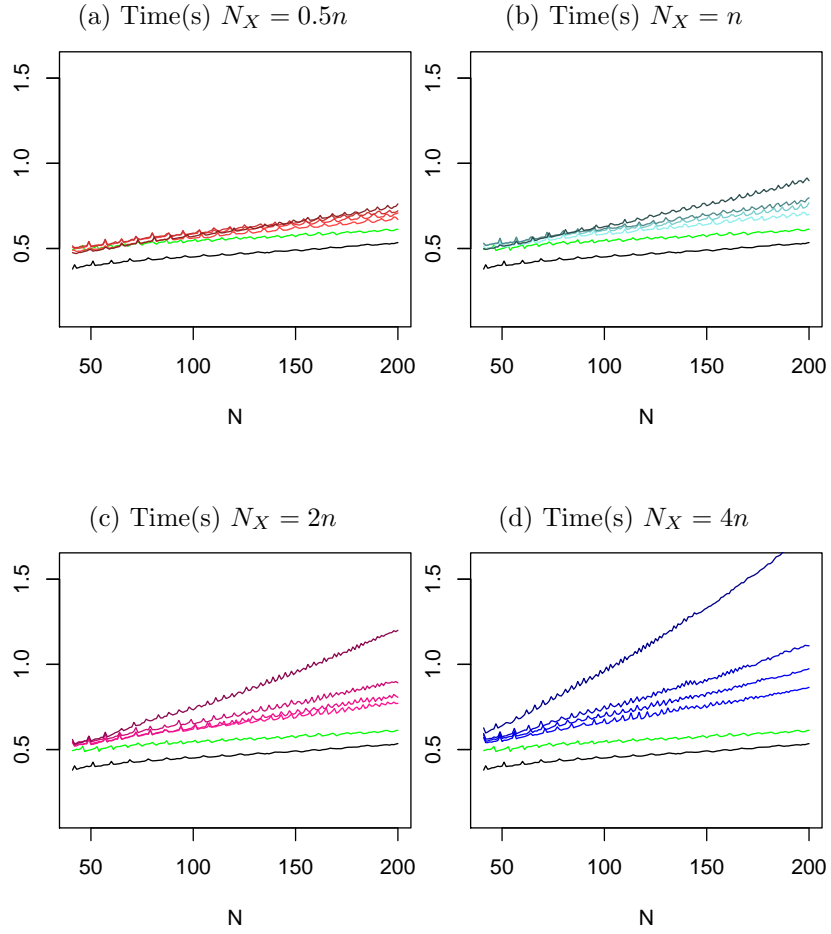 (a) Time(s) N_X = 0.5n
(b) Time(s) N_X = n
0.5 1.0 1.5
50 100 150 200
N
0.5 1.0 1.5
50 100 150 200
N
(c) Time(s) N_X = 2n
(d) Time(s) N_X = 4n
0.5 1.0 1.5
50 100 150 200
N
0.5 1.0 1.5
50 100 150 200
N